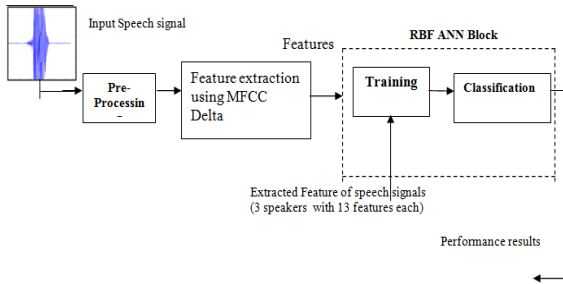 Input Speech signal
Features
RBF ANN Block
Pre-
Processin
Feature extraction
using MFCC
Delta
Training
Classification
Extracted Feature of speech signals
(3 speakers with 13 features each)
Performance results